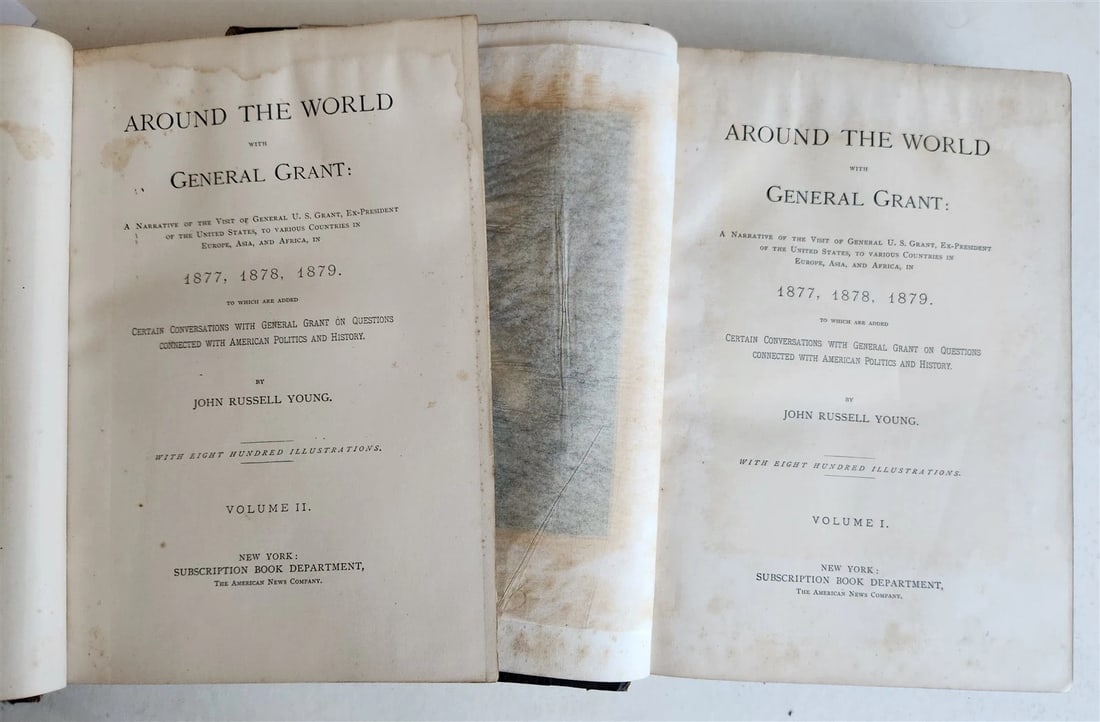 AROUND THE WORLD
WITH
GENERAL GRANT:
A NARRATIVE OF THE VISIT OF GENERAL U. S. GRANT, EX-PRESIDENT
OF THE UNITED STATES, TO VARIOUS COUNTRIES IN
EUROPE, ASIA, AND AFRICA, IN
1877, 1878, 1879.
TO WHICH ARE ADDED
CERTAIN CONVERSATIONS WITH GENERAL GRANT ON QUESTIONS
CONNECTED WITH AMERICAN POLITICS AND HISTORY.
BY
JOHN RUSSELL YOUNG.
WITH EIGHT HUNDRED ILLUSTRATIONS.
VOLUME II.
NEW YORK:
SUBSCRIPTION BOOK DEPARTMENT,
THE AMERICAN NEWS COMPANY.
AROUND THE WORLD
WITH
GENERAL GRANT:
A NARRATIVE OF THE VISIT OF GENERAL U. S. GRANT, EX-PRESIDENT
OF THE UNITED STATES, TO VARIOUS COUNTRIES IN
EUROPE, ASIA, AND AFRICA, IN
1877, 1878, 1879.
TO WHICH ARE ADDED
CERTAIN CONVERSATIONS WITH GENERAL GRANT ON QUESTIONS
CONNECTED WITH AMERICAN POLITICS AND HISTORY.
BY
JOHN RUSSELL YOUNG.
WITH EIGHT HUNDRED ILLUSTRATIONS.
VOLUME I.
NEW YORK:
SUBSCRIPTION BOOK DEPARTMENT,
THE AMERICAN NEWS COMPANY.